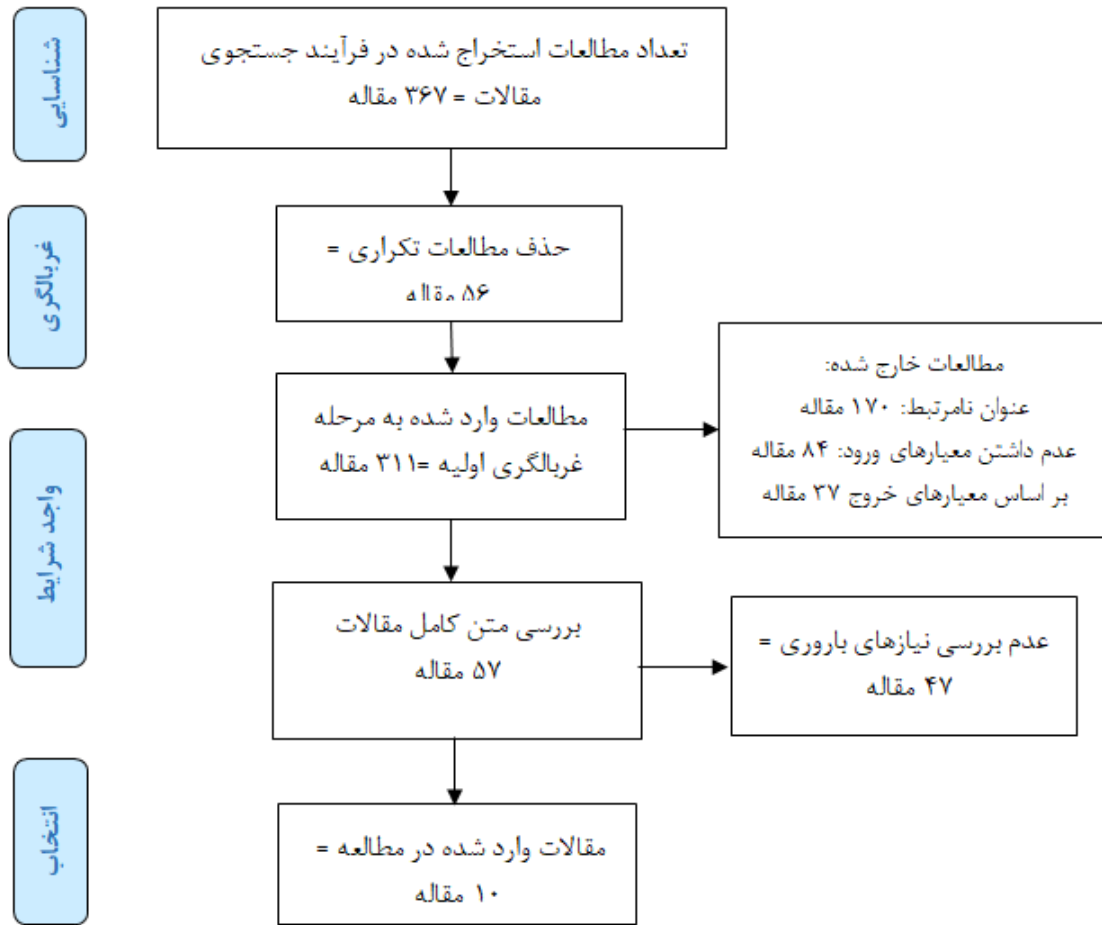 شناسایی
تعداد مطالعات استخراج شده در فرآیند جستجوی
مقالات = ۳۶۷ مقاله
غربالگری
حذف مطالعات تکراری =
۵۶ مقاله
مطالعات وارد شده به مرحله
غربالگری اولیه =۳۱۱ مقاله
مطالعات خارج شده:
عنوان نامرتبط: ۱۷۰ مقاله
عدم داشتن معیارهای ورود: ۸۴ مقاله
بر اساس معیارهای خروج ۳۷ مقاله
واجد شرایط
بررسی متن کامل مقالات
۵۷ مقاله
عدم بررسی نیازهای باروری =
۴۷ مقاله
انتخاب
مقالات وارد شده در مطالعه =
۱۰ مقاله